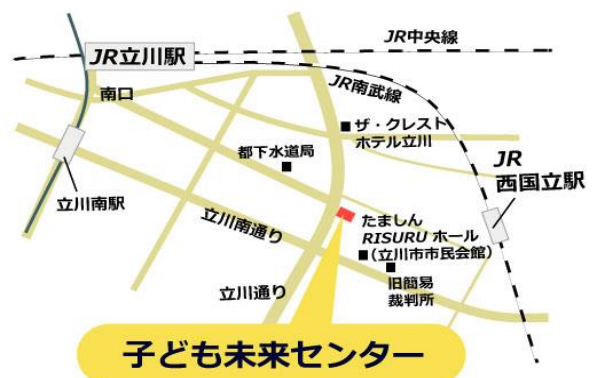 JR中央線
JR立川駅
JR南武線
南口
ザ・クレスト
ホテル立川
都下水道局
JR
西国立駅
立川南駅
立川南通り
たましん
RISURU ホール
（立川市市民会館）
立川通り
旧簡易
裁判所
子ども未来センター